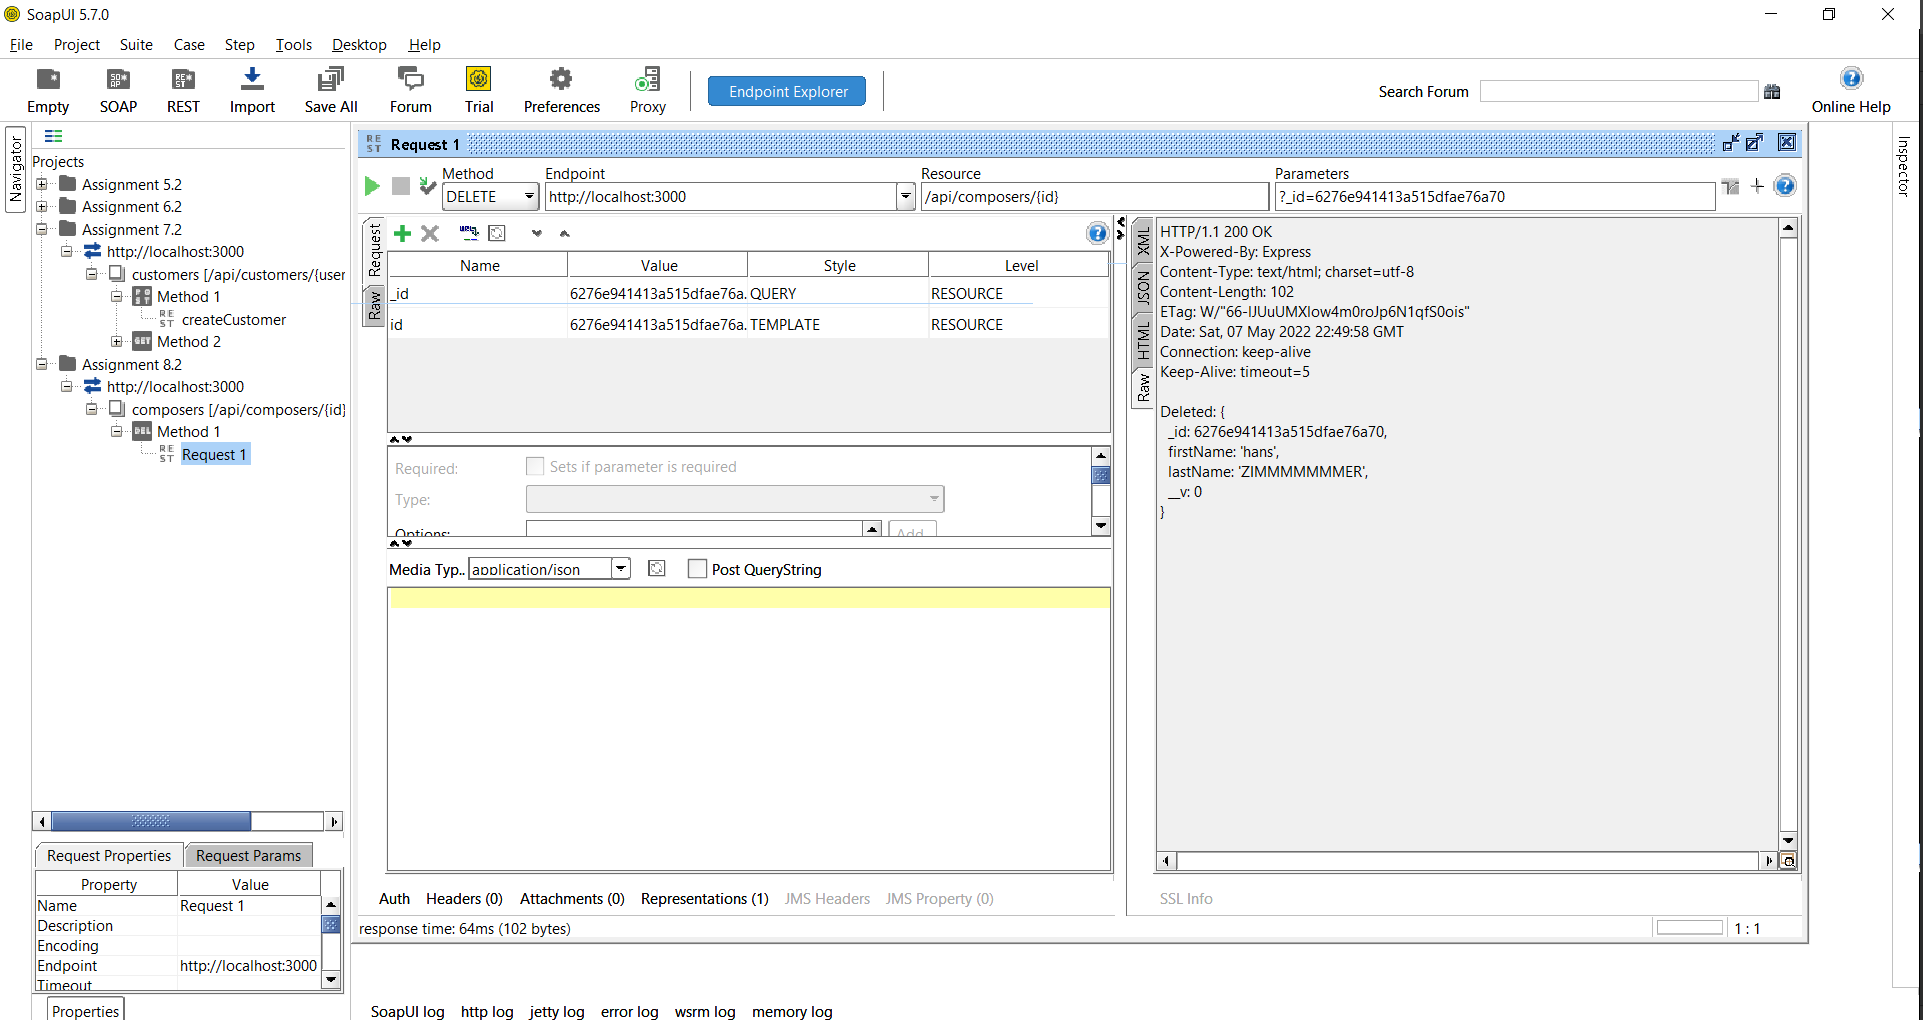 SoapUI 5.7.0
File Project Suite Case Step Tools Desktop Help
Empty SOAP REST Import Save All Forum Trial Preferences Proxy Endpoint Explorer Search Forum Online Help
Navigator
Projects
Assignment 5.2
Assignment 6.2
Assignment 7.2
http://localhost:3000
customers [/api/customers/{user
Method 1
createCustomer
Method 2
Assignment 8.2
http://localhost:3000
composers [/api/composers/{id}
Method 1
Request 1
Request Properties Request Params
Property Value
Name Request 1
Description
Encoding
Endpoint http://localhost:3000
Timeout
Properties
Request 1
Method Endpoint Resource Parameters
DELETE http://localhost:3000 /api/composers/{id} ?_id=6276e941413a515dfae76a70
Request
Raw
Name Value Style Level
_id 6276e941413a515dfae76a. QUERY RESOURCE
id 6276e941413a515dfae76a. TEMPLATE RESOURCE
Required: Sets if parameter is required
Type:
Options: Add
Media Typ.. application/json Post QueryString
Auth Headers (0) Attachments (0) Representations (1) JMS Headers JMS Property (0)
response time: 64ms (102 bytes)
XML
JSON
HTML
Raw
HTTP/1.1 200 OK
X-Powered-By: Express
Content-Type: text/html; charset=utf-8
Content-Length: 102
Date: Sat, 07 May 2022 22:49:58 GMT
Connection: keep-alive
Keep-Alive: timeout=5
Deleted: {
_id: 6276e941413a515dfae76a70,
firstName: 'hans',
lastName: 'ZIMMMMMMMER',
__v: 0
}
SSL Info
1 : 1
Inspector
SoapUI log http log jetty log error log wsrm log memory log